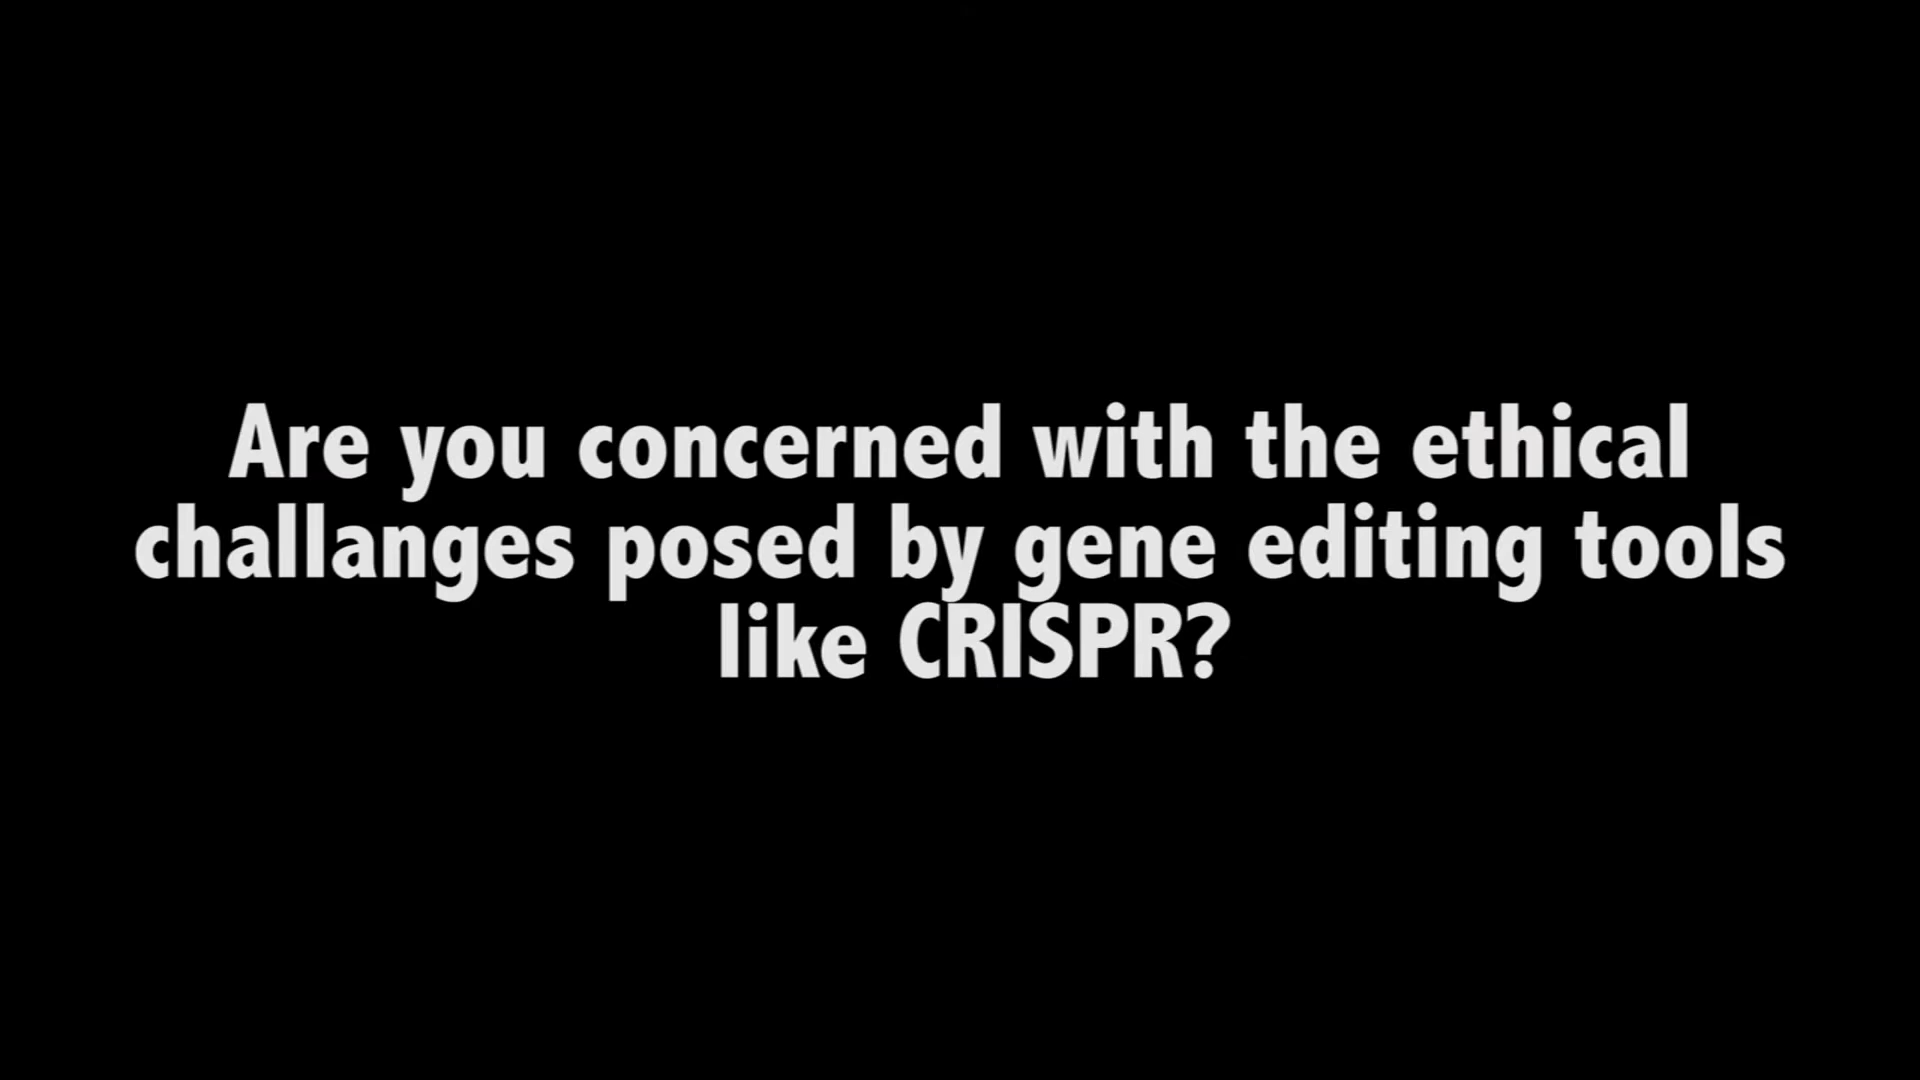 Are you concerned with the ethical
challanges posed by gene editing tools
like CRISPR?